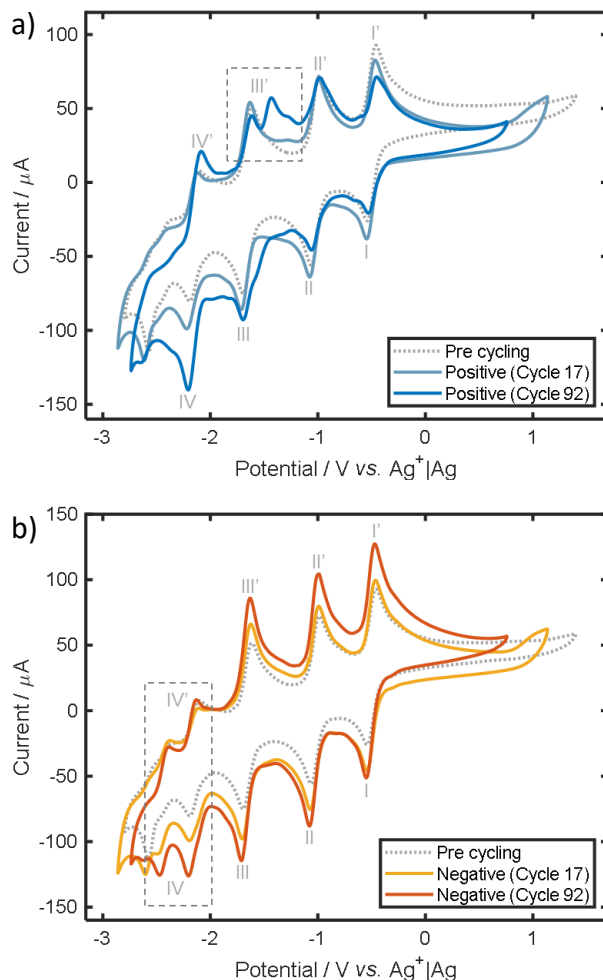 a)
100
50
0
-50
-100
-150
Current / μA
I'
II'
III'
IV'
I
II
III
IV
Pre cycling
Positive (Cycle 17)
Positive (Cycle 92)
-3
-2
-1
0
1
Potential / V vs. Ag⁺|Ag
b)
150
100
50
0
-50
-100
-150
Current / μA
I'
II'
III'
IV'
I
II
III
IV
Pre cycling
Negative (Cycle 17)
Negative (Cycle 92)
-3
-2
-1
0
1
Potential / V vs. Ag⁺|Ag